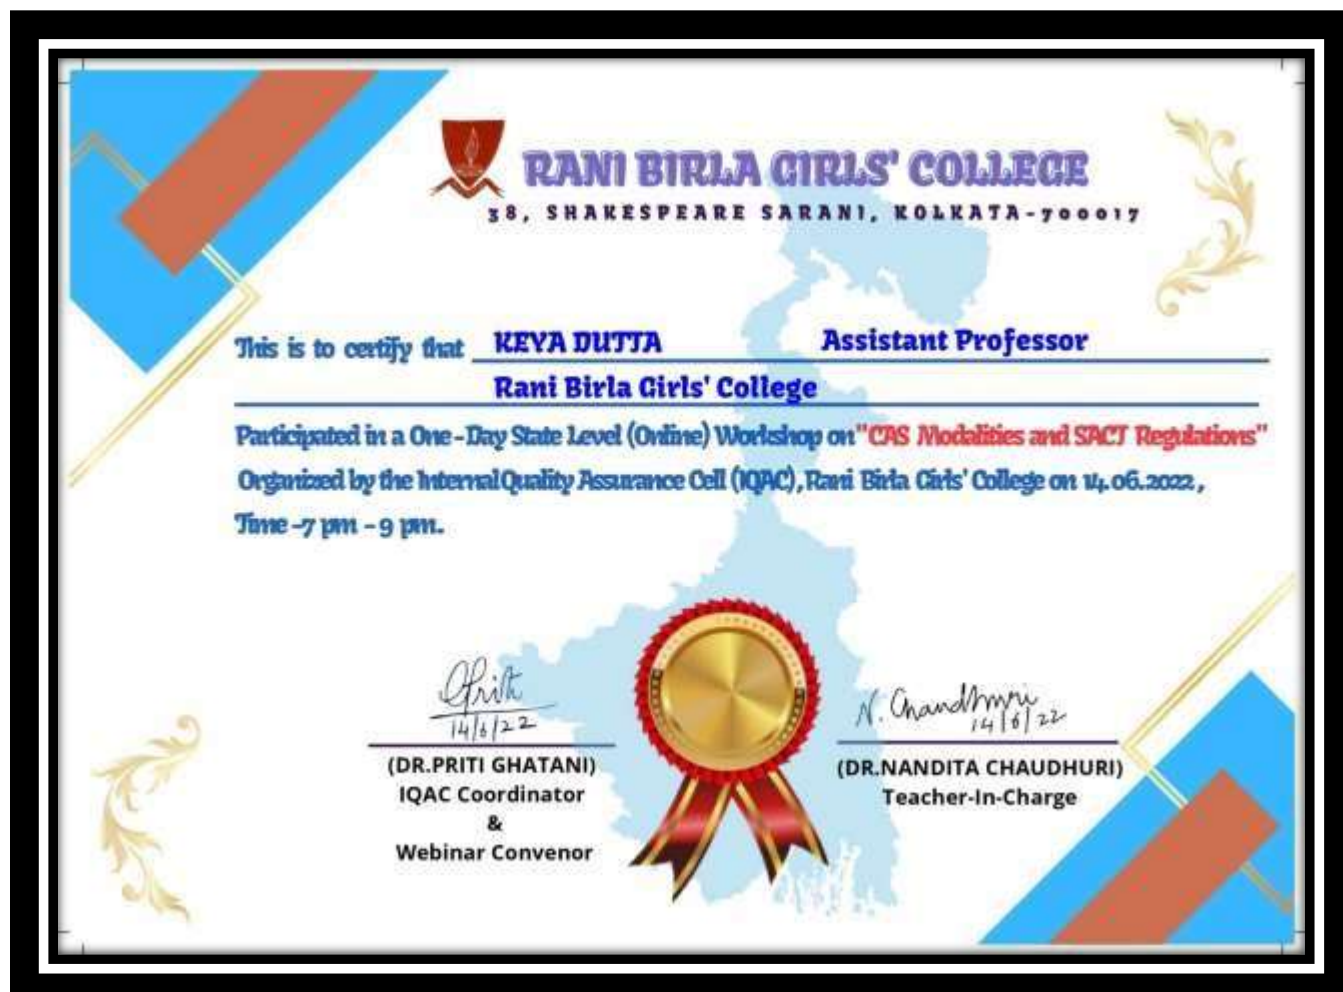 RANI BIRLA GIRLS' COLLEGE
38, SHAKESPEARE SARANI, KOLKATA-700017
This is to certify that KEYA DUTTA Assistant Professor
Rani Birla Girls' College
Participated in a One-Day State Level (Online) Workshop on "CAS Modalities and SACT Regulations"
Organized by the Internal Quality Assurance Cell (IQAC), Rani Birla Girls' College on 14.06.2022,
Time -7 pm - 9 pm.
14/6/22
(DR.PRITI GHATANI)
IQAC Coordinator
&
Webinar Convenor
N. Chaudhuri
14/6/22
(DR.NANDITA CHAUDHURI)
Teacher-In-Charge